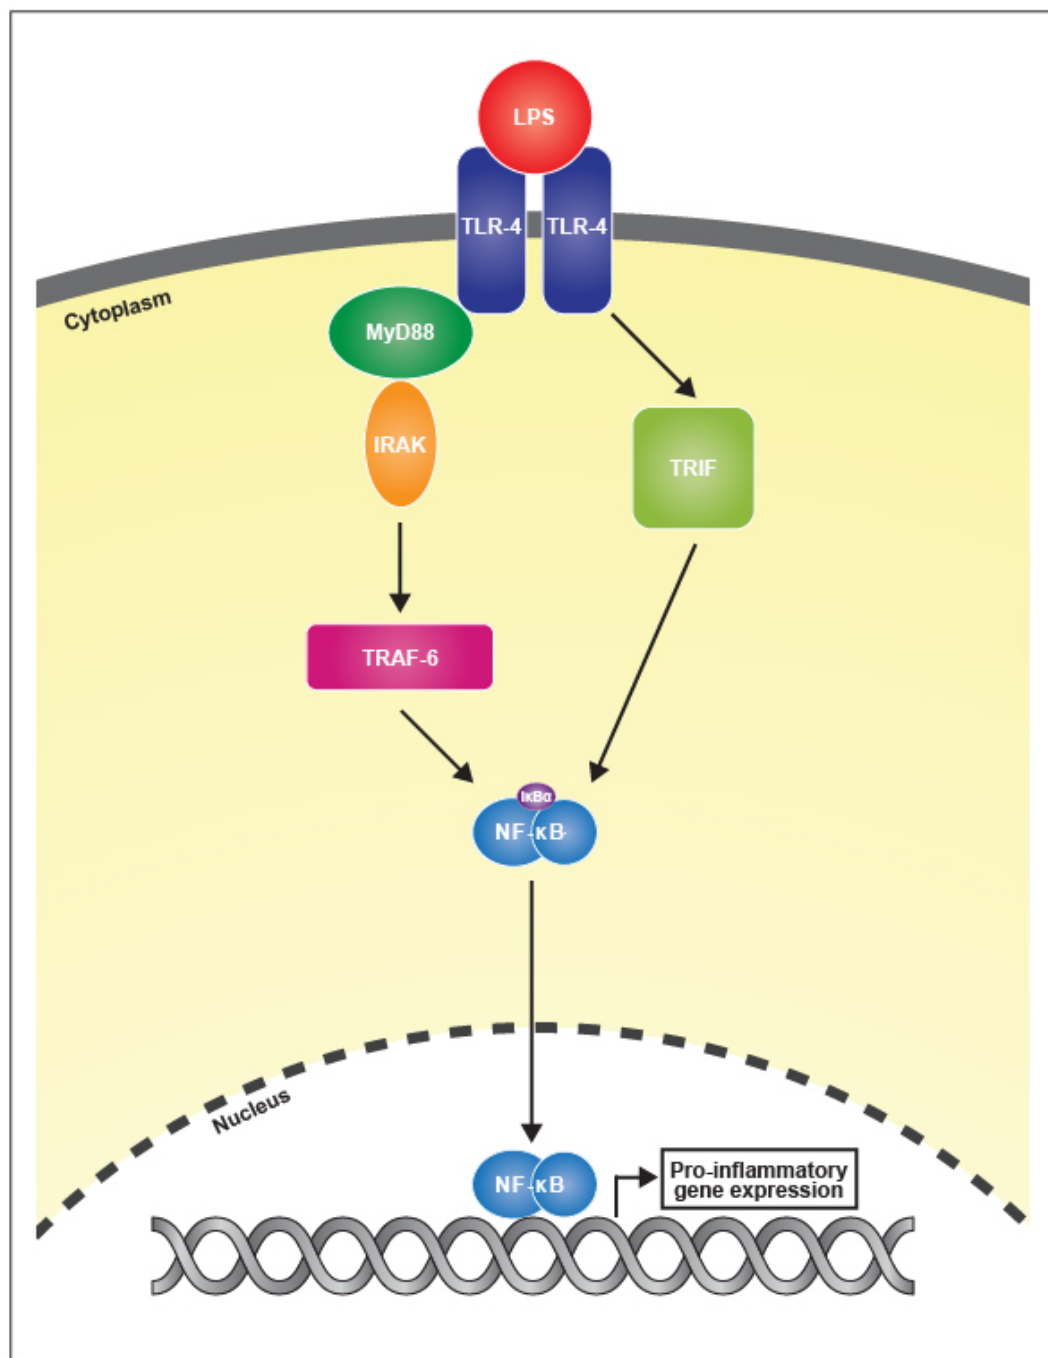 LPS
TLR-4
TLR-4
Cytoplasm
MyD88
IRAK
TRIF
TRAF-6
IκBα
NF-κB
Nucleus
NF-κB
Pro-inflammatory
gene expression